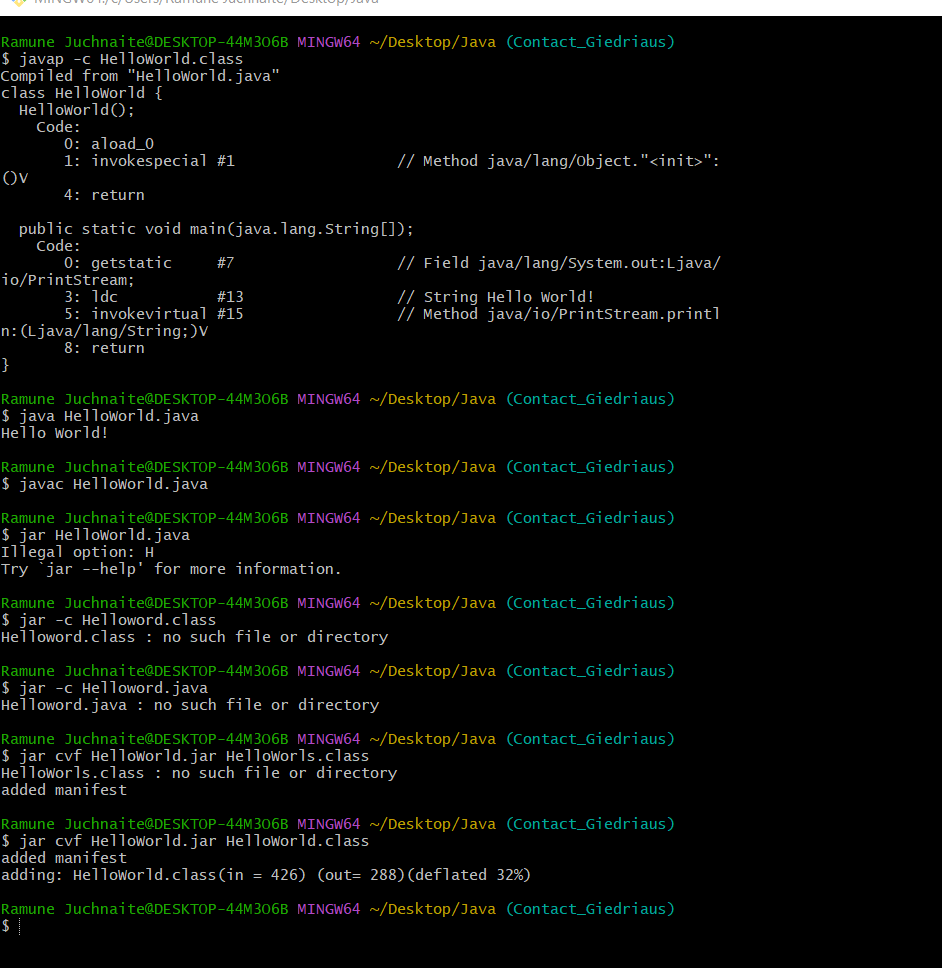 MINGW64:/c/Users/Ramune Juchnaite/Desktop/Java
Ramune Juchnaite@DESKTOP-44M3O6B MINGW64 ~/Desktop/Java (Contact_Giedriaus)
$ javap -c HelloWorld.class
Compiled from "HelloWorld.java"
class HelloWorld {
  HelloWorld();
    Code:
       0: aload_0
       1: invokespecial #1                  // Method java/lang/Object."<init>":
()V
       4: return

  public static void main(java.lang.String[]);
    Code:
       0: getstatic     #7                  // Field java/lang/System.out:Ljava/
io/PrintStream;
       3: ldc           #13                 // String Hello World!
       5: invokevirtual #15                 // Method java/io/PrintStream.printl
n:(Ljava/lang/String;)V
       8: return
}

Ramune Juchnaite@DESKTOP-44M3O6B MINGW64 ~/Desktop/Java (Contact_Giedriaus)
$ java HelloWorld.java
Hello World!

Ramune Juchnaite@DESKTOP-44M3O6B MINGW64 ~/Desktop/Java (Contact_Giedriaus)
$ javac HelloWorld.java

Ramune Juchnaite@DESKTOP-44M3O6B MINGW64 ~/Desktop/Java (Contact_Giedriaus)
$ jar HelloWorld.java
Illegal option: H
Try `jar --help' for more information.

Ramune Juchnaite@DESKTOP-44M3O6B MINGW64 ~/Desktop/Java (Contact_Giedriaus)
$ jar -c Helloword.class
Helloword.class : no such file or directory

Ramune Juchnaite@DESKTOP-44M3O6B MINGW64 ~/Desktop/Java (Contact_Giedriaus)
$ jar -c Helloword.java
Helloword.java : no such file or directory

Ramune Juchnaite@DESKTOP-44M3O6B MINGW64 ~/Desktop/Java (Contact_Giedriaus)
$ jar cvf HelloWorld.jar HelloWorls.class
HelloWorls.class : no such file or directory
added manifest

Ramune Juchnaite@DESKTOP-44M3O6B MINGW64 ~/Desktop/Java (Contact_Giedriaus)
$ jar cvf HelloWorld.jar HelloWorld.class
added manifest
adding: HelloWorld.class(in = 426) (out= 288)(deflated 32%)

Ramune Juchnaite@DESKTOP-44M3O6B MINGW64 ~/Desktop/Java (Contact_Giedriaus)
$